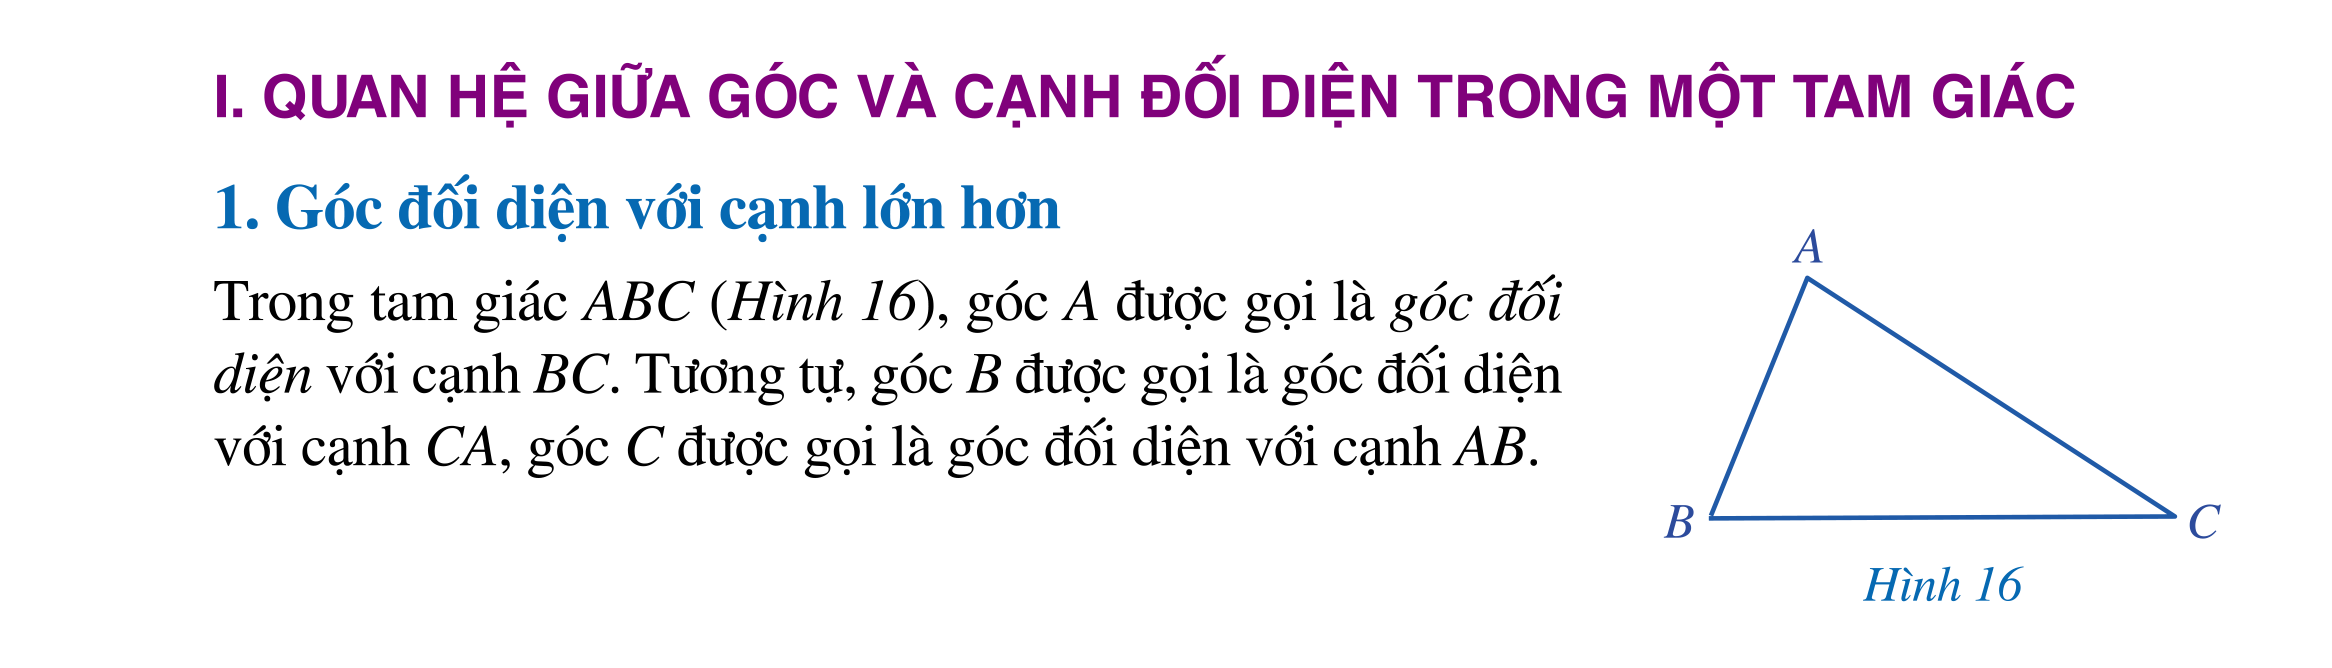 I. QUAN HỆ GIỮA GÓC VÀ CẠNH ĐỐI DIỆN TRONG MỘT TAM GIÁC
1. Góc đối diện với cạnh lớn hơn
Trong tam giác ABC (Hình 16), góc A được gọi là góc đối
diện với cạnh BC. Tương tự, góc B được gọi là góc đối diện
với cạnh CA, góc C được gọi là góc đối diện với cạnh AB.
A
B
C
Hình 16